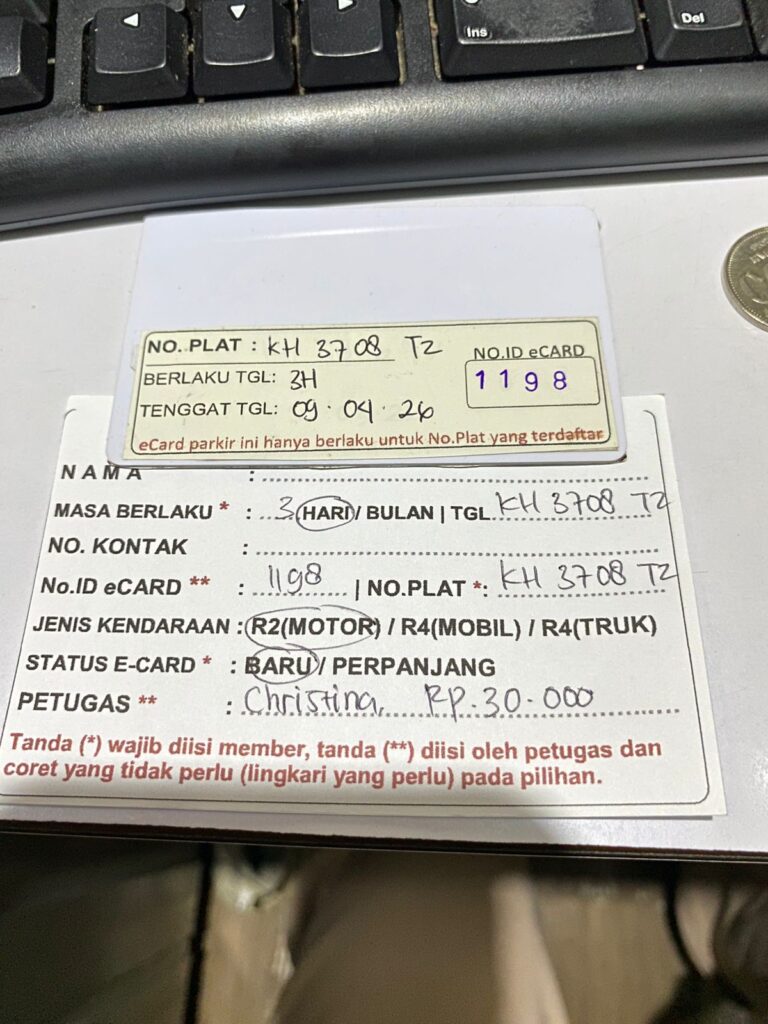 Ins
Del
NO. PLAT : KH 3708 TZ
NO.ID eCARD
1198
BERLAKU TGL: 3H
TENGGAT TGL: 09.04.26
eCard parkir ini hanya berlaku untuk No.Plat yang terdaftar
NAMA :
MASA BERLAKU * : 3 HARI / BULAN | TGL KH 3708 TZ
NO. KONTAK :
No.ID eCARD ** : 1198 | NO.PLAT *: KH 3708 TZ
JENIS KENDARAAN : R2(MOTOR) / R4(MOBIL) / R4(TRUK)
STATUS E-CARD * : BARU / PERPANJANG
PETUGAS ** : Christina, RP.30.000
Tanda (*) wajib diisi member, tanda (**) diisi oleh petugas dan
coret yang tidak perlu (lingkari yang perlu) pada pilihan.